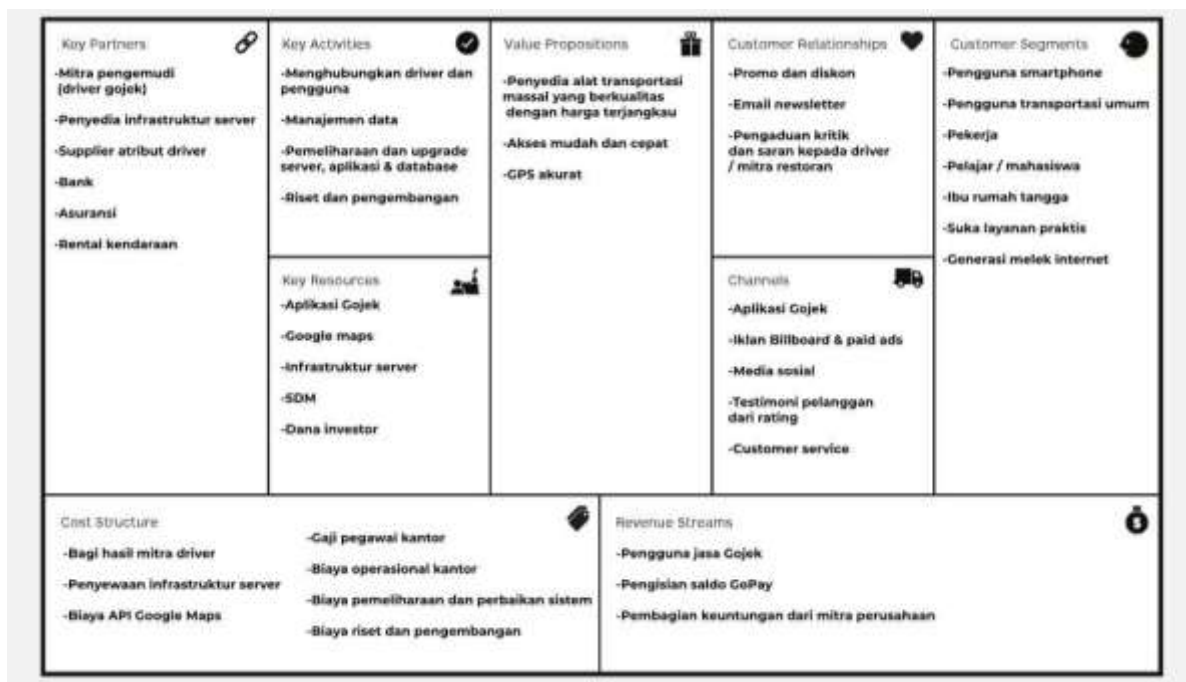 Key Partners
-Mitra pengemudi
(driver gojek)
-Penyedia infrastruktur server
-Supplier atribut driver
-Bank
-Asuransi
-Rental kendaraan
Key Activities
-Menghubungkan driver dan
pengguna
-Manajemen data
-Pemeliharaan dan upgrade
server, aplikasi & database
-Riset dan pengembangan
Key Resources
-Aplikasi Gojek
-Google maps
-Infrastruktur server
-SDM
-Dana investor
Value Propositions
-Penyedia alat transportasi
massal yang berkualitas
dengan harga terjangkau
-Akses mudah dan cepat
-GPS akurat
Customer Relationships
-Promo dan diskon
-Email newsletter
-Pengaduan kritik
dan saran kepada driver
/ mitra restoran
Channels
-Aplikasi Gojek
-Iklan Billboard & paid ads
-Media sosial
-Testimoni pelanggan
dari rating
-Customer service
Customer Segments
-Pengguna smartphone
-Pengguna transportasi umum
-Pekerja
-Pelajar / mahasiswa
-Ibu rumah tangga
-Suka layanan praktis
-Generasi melek internet
Cost Structure
-Bagi hasil mitra driver
-Penyewaan infrastruktur server
-Biaya API Google Maps
-Gaji pegawai kantor
-Biaya operasional kantor
-Biaya pemeliharaan dan perbaikan sistem
-Biaya riset dan pengembangan
Revenue Streams
-Pengguna jasa Gojek
-Pengisian saldo GoPay
-Pembagian keuntungan dari mitra perusahaan